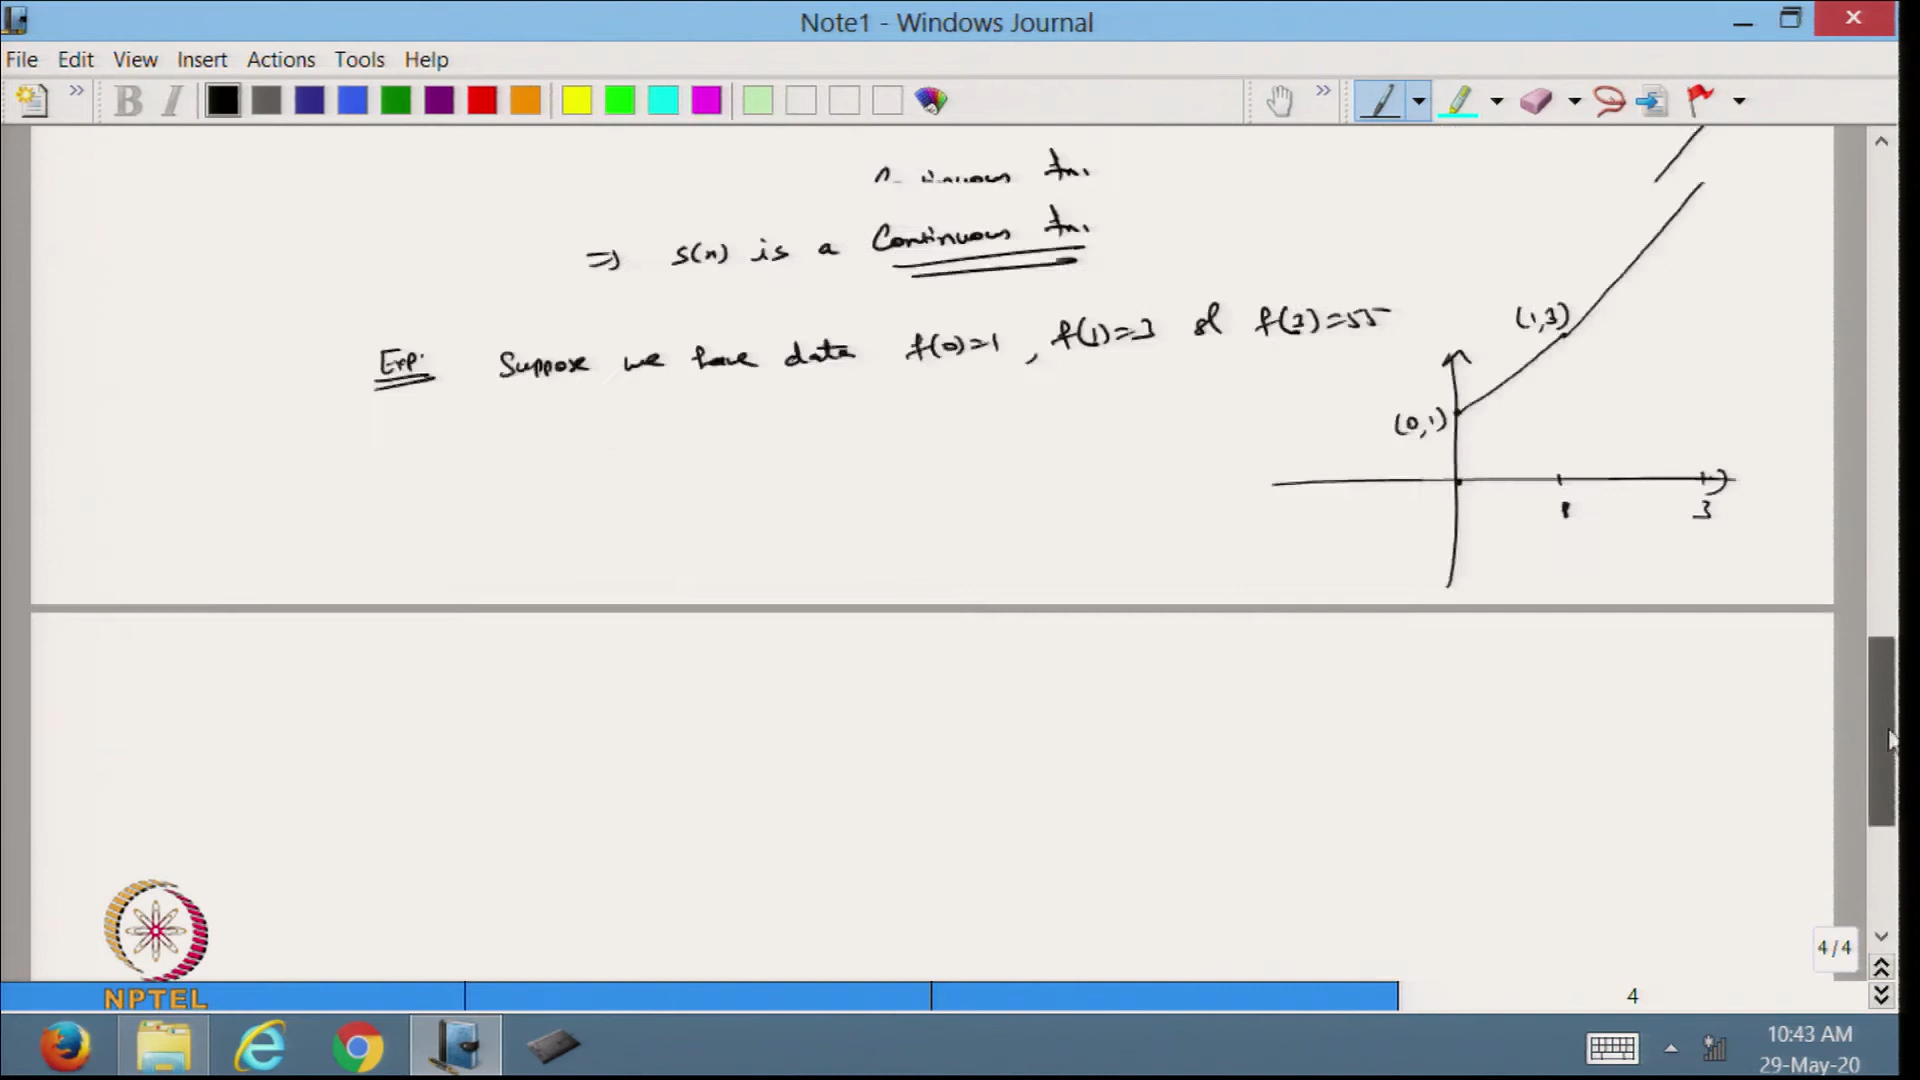 Note1 - Windows Journal
File Edit View Insert Actions Tools Help
B I
Continuous fn.
=> s(x) is a Continuous fn.
Exp: Suppose we have data f(0)=1, f(1)=3 & f(3)=55
(1,3)
(0,1)
1 3
4 / 4
NPTEL
4
10:43 AM
29-May-20